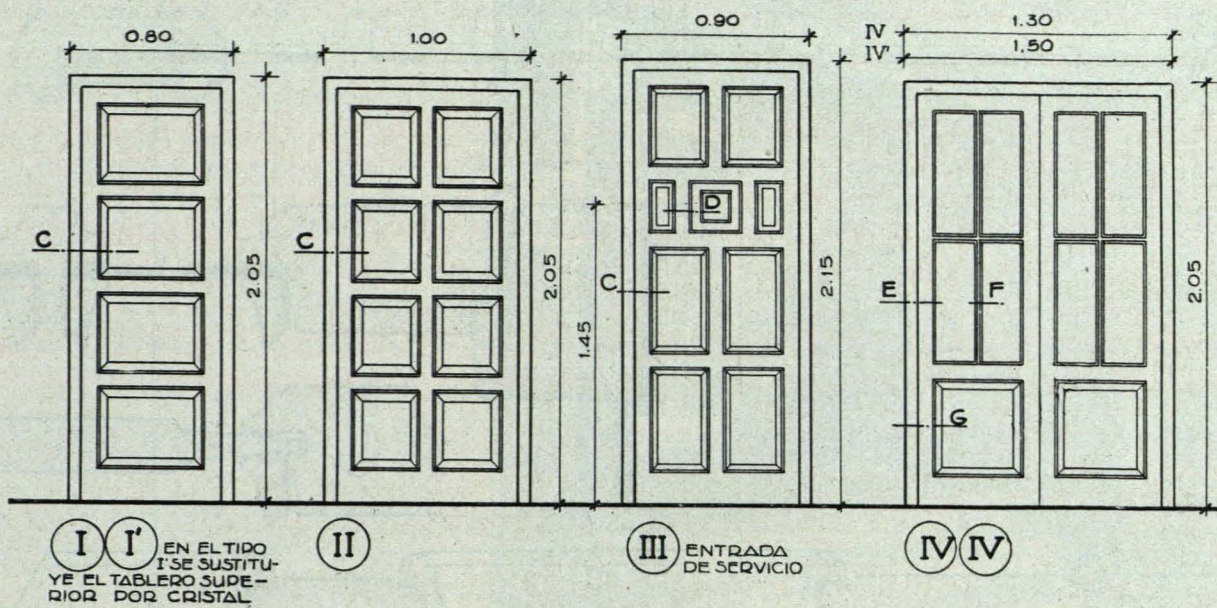 0.80
1.00
0.90
IV 1.30
IV' 1.50
C
2.05
C
2.05
1.45
C
D
2.15
E F
G
2.05
I I' EN EL TIPO
I' SE SUSTITU-
YE EL TABLERO SUPE-
RIOR POR CRISTAL
II
III ENTRADA
DE SERVICIO
IV IV